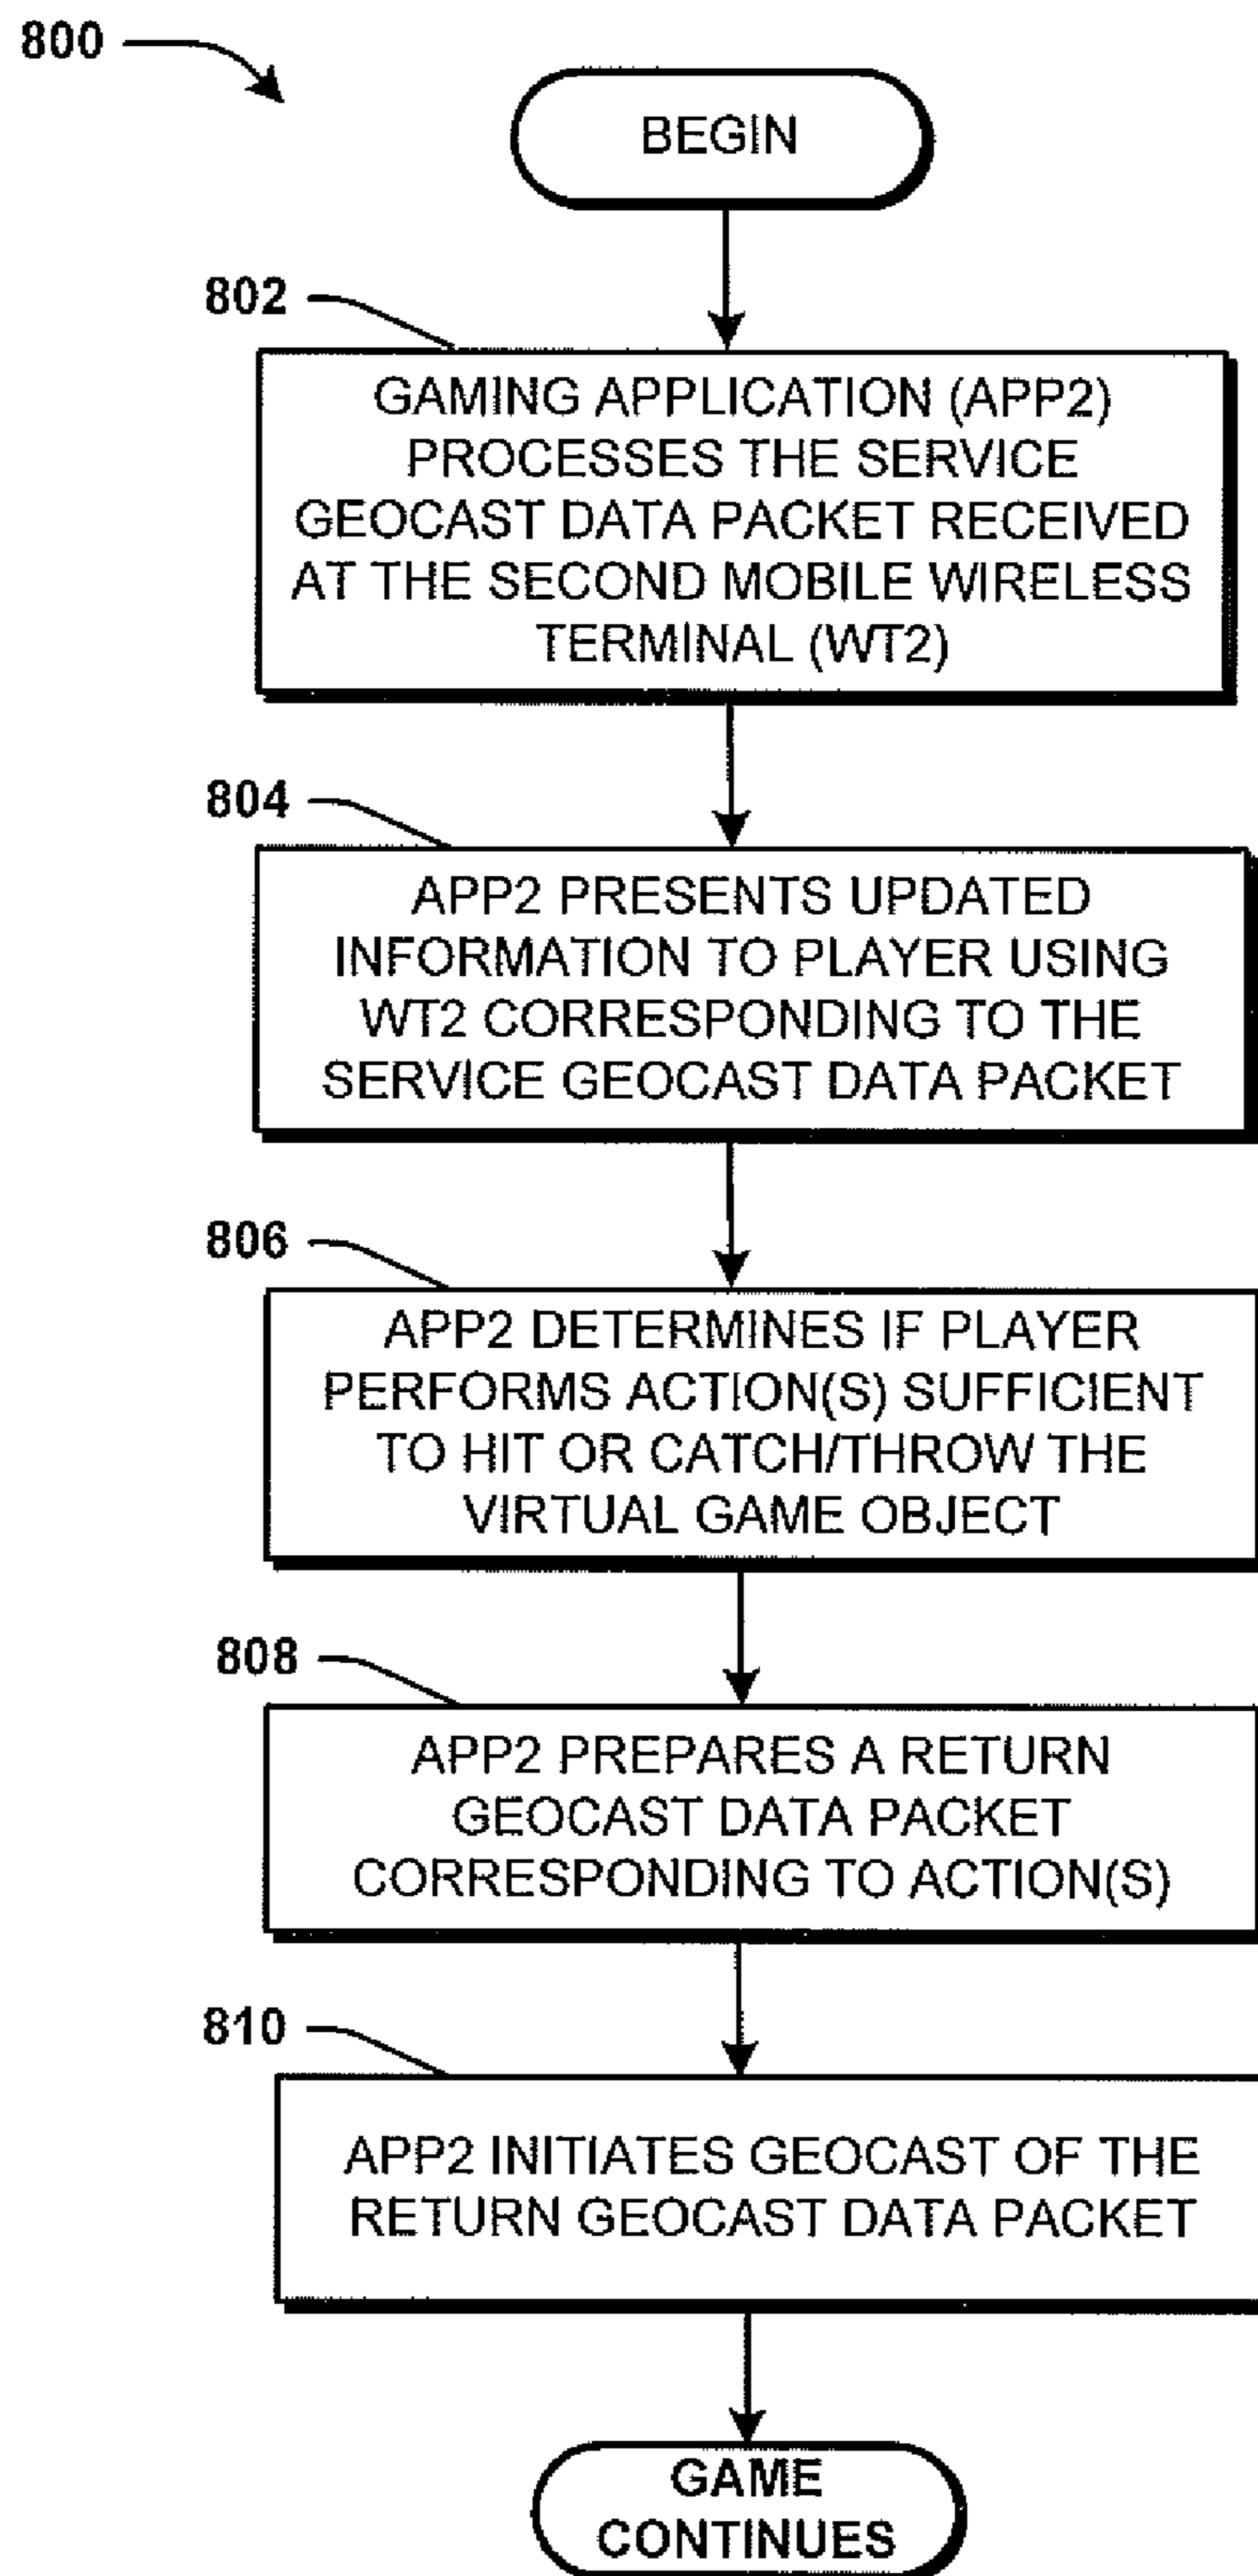 800
BEGIN
802
GAMING APPLICATION (APP2)
PROCESSES THE SERVICE
GEOCAST DATA PACKET RECEIVED
AT THE SECOND MOBILE WIRELESS
TERMINAL (WT2)
804
APP2 PRESENTS UPDATED
INFORMATION TO PLAYER USING
WT2 CORRESPONDING TO THE
SERVICE GEOCAST DATA PACKET
806
APP2 DETERMINES IF PLAYER
PERFORMS ACTION(S) SUFFICIENT
TO HIT OR CATCH/THROW THE
VIRTUAL GAME OBJECT
808
APP2 PREPARES A RETURN
GEOCAST DATA PACKET
CORRESPONDING TO ACTION(S)
810
APP2 INITIATES GEOCAST OF THE
RETURN GEOCAST DATA PACKET
GAME
CONTINUES